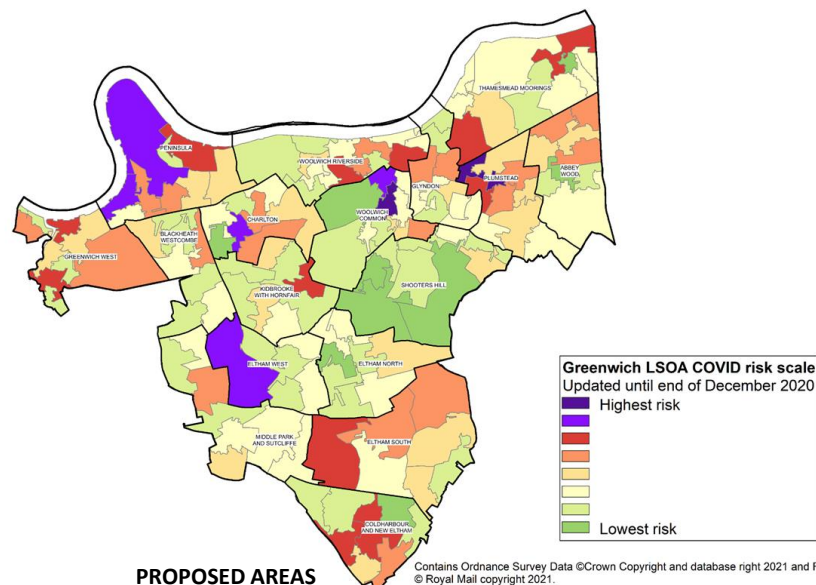 THAMESMEAD MOORINGS
PENINSULA
WOOLWICH RIVERSIDE
ABBEY
WOOD
PLUMSTEAD
GLYNDON
WOOLWICH
COMMON
CHARLTON
BLACKHEATH
WESTCOMBE
GREENWICH WEST
KIDBROOKE
WITH HORNFAIR
SHOOTERS HILL
ELTHAM WEST
ELTHAM NORTH
MIDDLE PARK
AND SUTCLIFFE
ELTHAM SOUTH
COLDHARBOUR
AND NEW ELTHAM
Greenwich LSOA COVID risk scale
Updated until end of December 2020
Highest risk
Lowest risk
PROPOSED AREAS
Contains Ordnance Survey Data ©Crown Copyright and database right 2021 and
© Royal Mail copyright 2021.